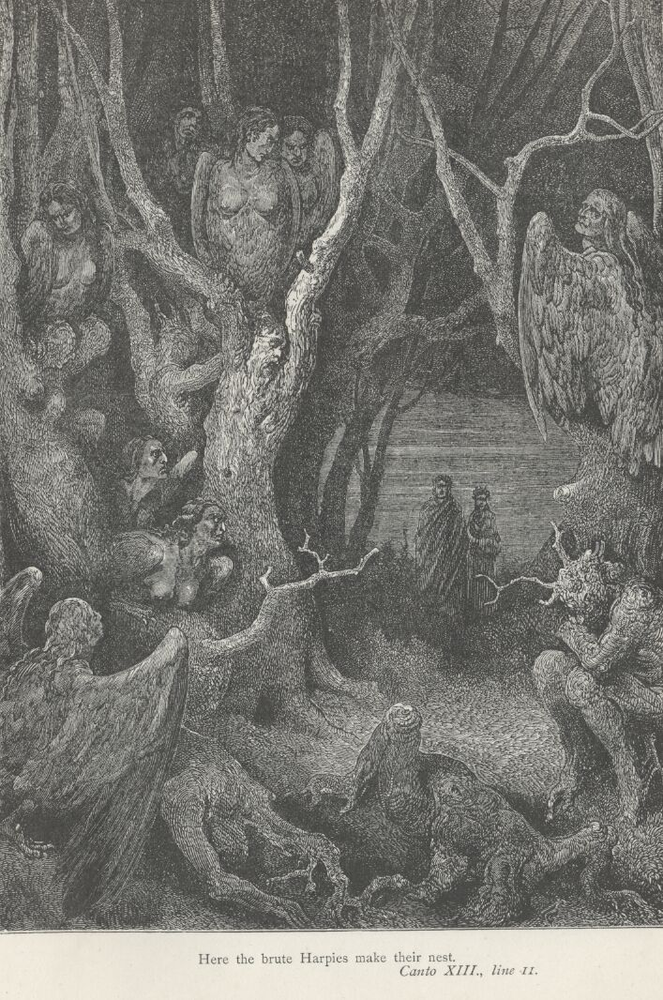 Here the brute Harpies make their nest.
Canto XIII., line 11.